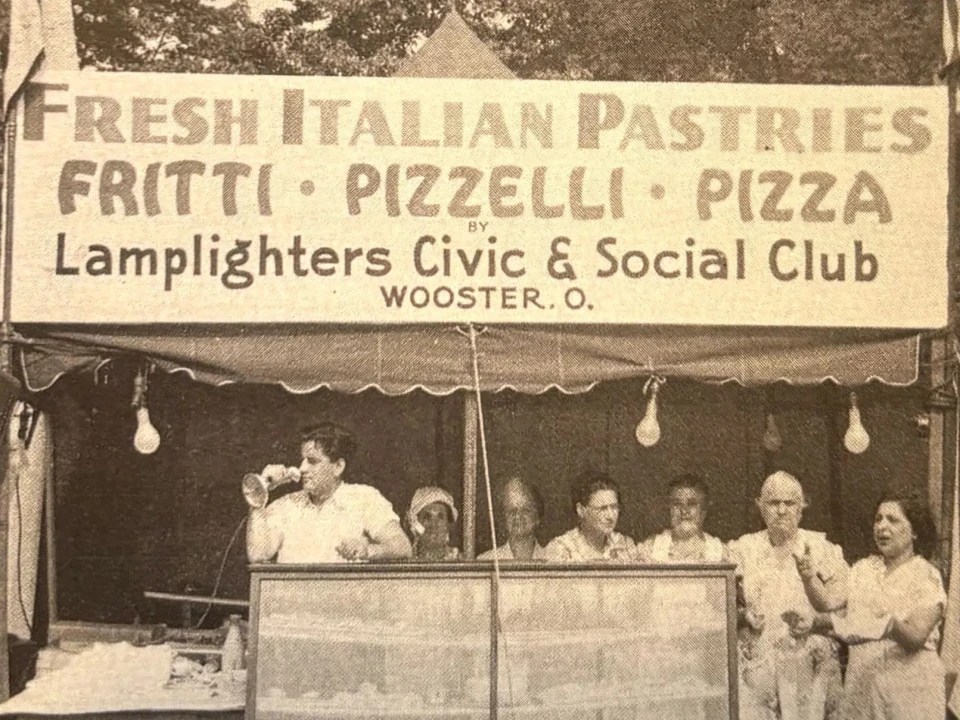 FRESH ITALIAN PASTRIES
FRITTI • PIZZELLI • PIZZA
BY
Lamplighters Civic & Social Club
WOOSTER. O.